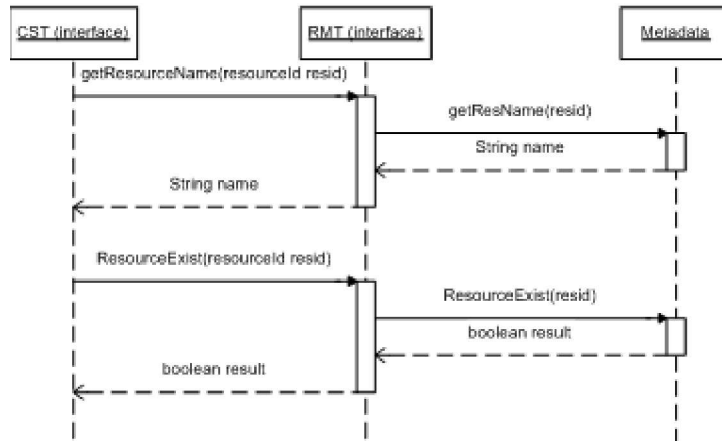 CST (interface)
RMT (interface)
Metadata
getResourceName(resourceId resid)
getResName(resid)
String name
String name
ResourceExist(resourceId resid)
ResourceExist(resid)
boolean result
boolean result